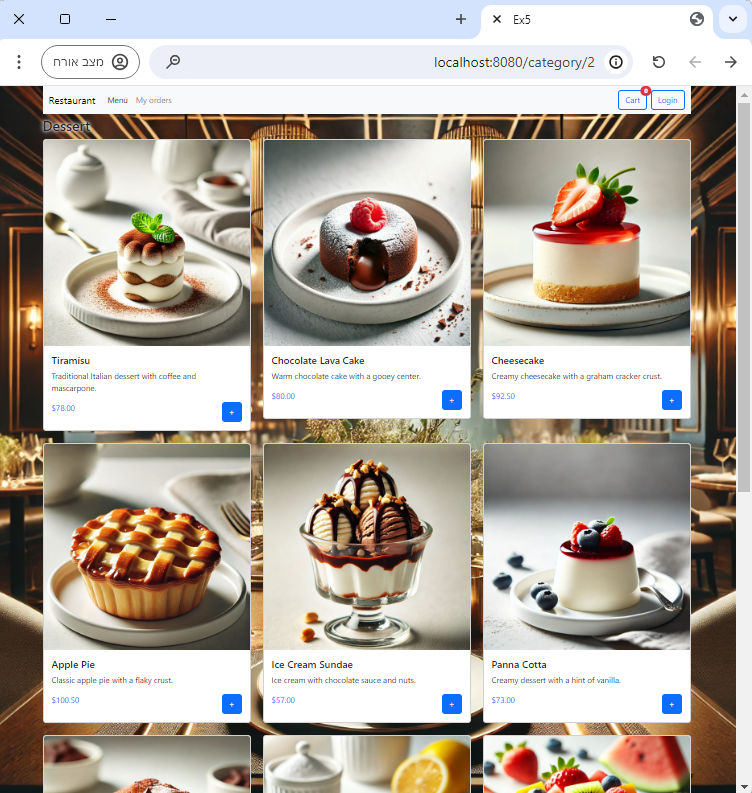 Ex5
מצב אורח
localhost:8080/category/2
Restaurant Menu My orders Cart 0 Login
Dessert
Tiramisu
Traditional Italian dessert with coffee and
mascarpone.
$78.00
+
Chocolate Lava Cake
Warm chocolate cake with a gooey center.
$80.00
+
Cheesecake
Creamy cheesecake with a graham cracker crust.
$92.50
+
Apple Pie
Classic apple pie with a flaky crust.
$100.50
+
Ice Cream Sundae
Ice cream with chocolate sauce and nuts.
$57.00
+
Panna Cotta
Creamy dessert with a hint of vanilla.
$73.00
+